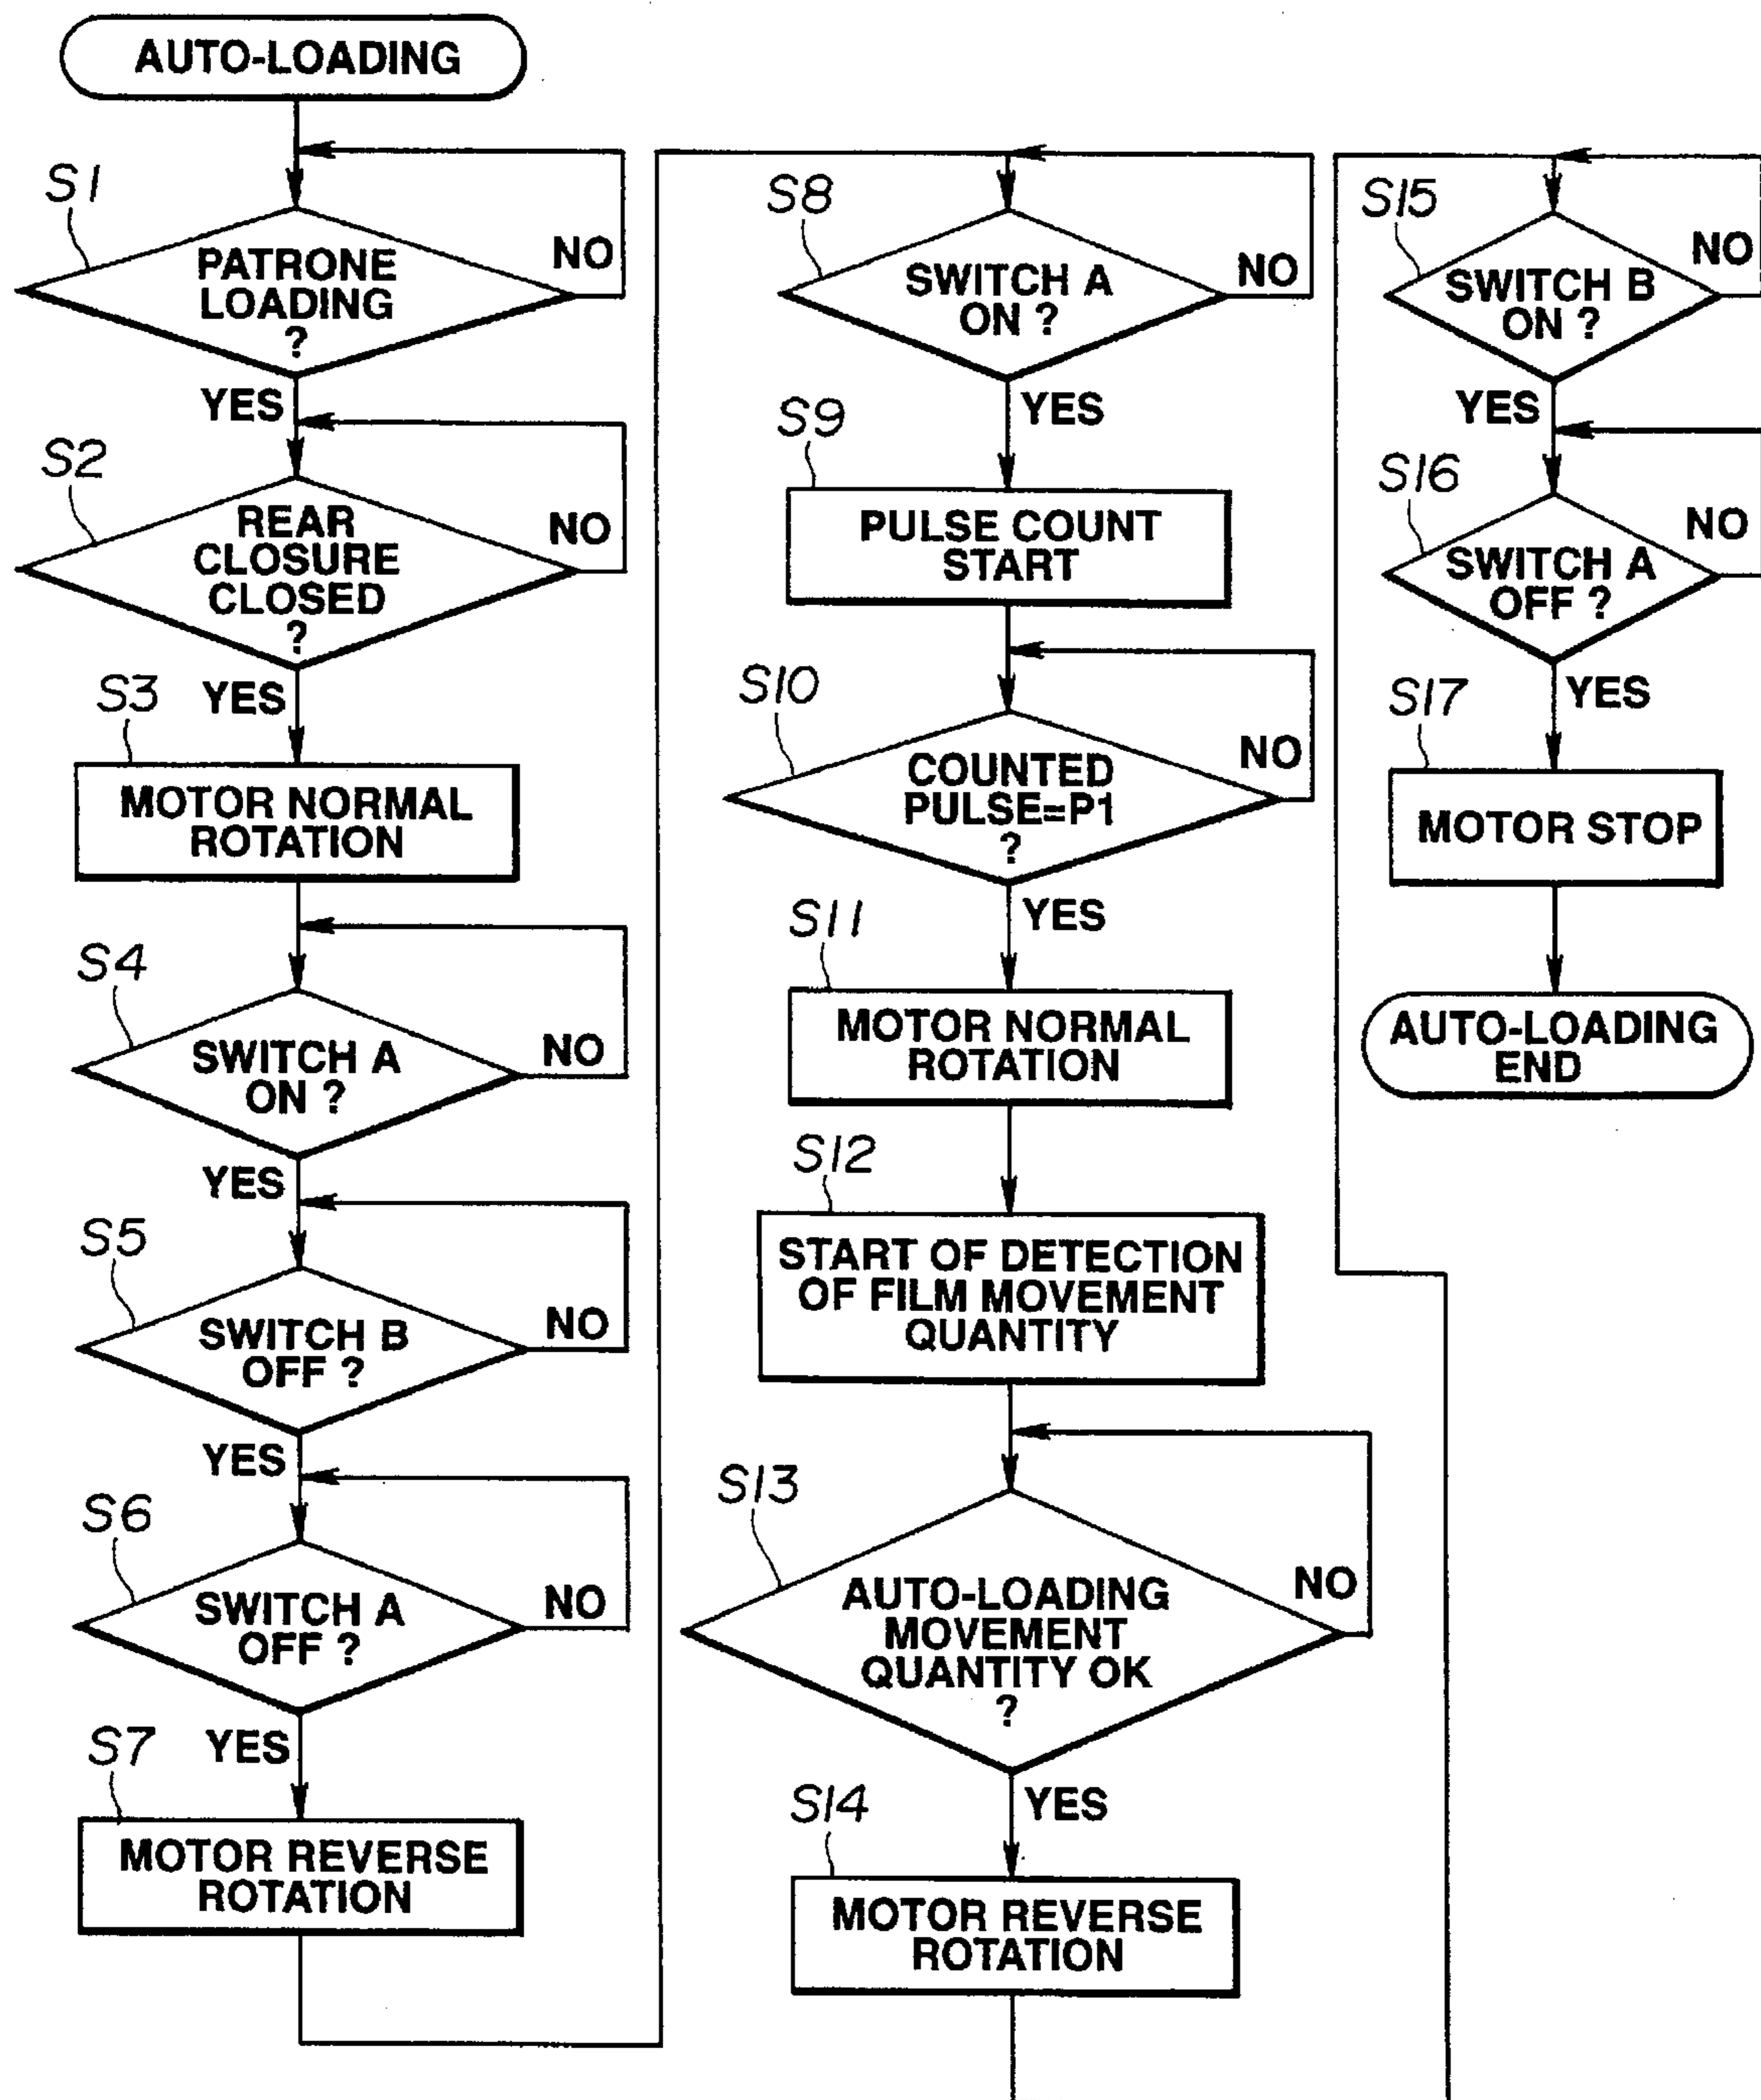 AUTO-LOADING
S1
PATRONE
LOADING
?
NO
YES
S2
REAR
CLOSURE
CLOSED
?
NO
YES
S3
MOTOR NORMAL
ROTATION
S4
SWITCH A
ON ?
NO
YES
S5
SWITCH B
OFF ?
NO
YES
S6
SWITCH A
OFF ?
NO
YES
S7
MOTOR REVERSE
ROTATION
S8
SWITCH A
ON ?
NO
YES
S9
PULSE COUNT
START
S10
COUNTED
PULSE=P1
?
NO
YES
S11
MOTOR NORMAL
ROTATION
S12
START OF DETECTION
OF FILM MOVEMENT
QUANTITY
S13
AUTO-LOADING
MOVEMENT
QUANTITY OK
?
NO
YES
S14
MOTOR REVERSE
ROTATION
S15
SWITCH B
ON ?
NO
YES
S16
SWITCH A
OFF ?
NO
YES
S17
MOTOR STOP
AUTO-LOADING
END